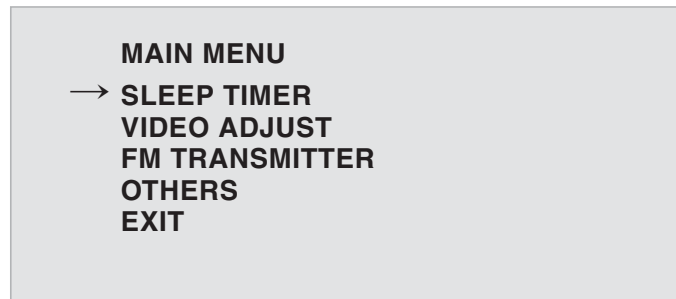 MAIN MENU
→ SLEEP TIMER
VIDEO ADJUST
FM TRANSMITTER
OTHERS
EXIT